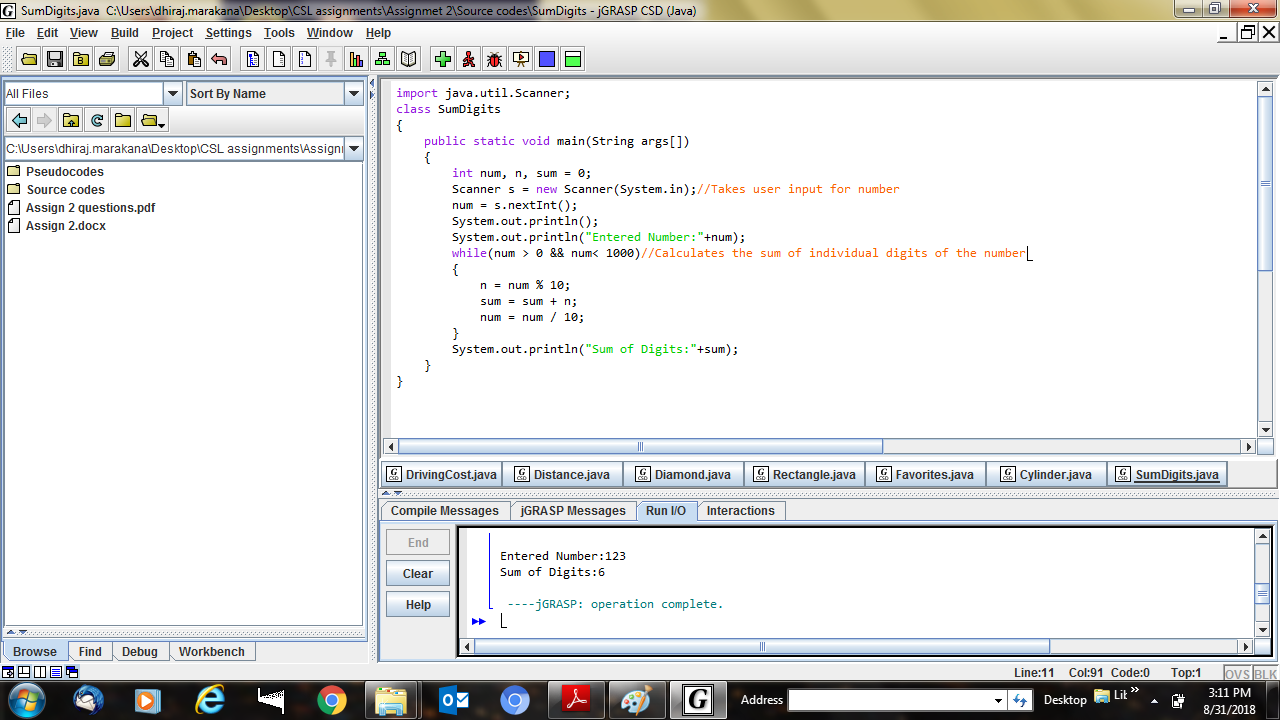 SumDigits.java  C:\Users\dhiraj.marakana\Desktop\CSL assignments\Assignmet 2\Source codes\SumDigits - jGRASP CSD (Java)
File Edit View Build Project Settings Tools Window Help
All Files
Sort By Name
C:\Users\dhiraj.marakana\Desktop\CSL assignments\Assignr
Pseudocodes
Source codes
Assign 2 questions.pdf
Assign 2.docx
Browse Find Debug Workbench
import java.util.Scanner;
class SumDigits
{
    public static void main(String args[])
    {
        int num, n, sum = 0;
        Scanner s = new Scanner(System.in);//Takes user input for number
        num = s.nextInt();
        System.out.println();
        System.out.println("Entered Number:"+num);
        while(num > 0 && num< 1000)//Calculates the sum of individual digits of the number
        {
            n = num % 10;
            sum = sum + n;
            num = num / 10;
        }
        System.out.println("Sum of Digits:"+sum);
    }
}
DrivingCost.java Distance.java Diamond.java Rectangle.java Favorites.java Cylinder.java SumDigits.java
Compile Messages jGRASP Messages Run I/O Interactions
End
Clear
Help
Entered Number:123
Sum of Digits:6
----jGRASP: operation complete.
Line:11 Col:91 Code:0 Top:1 OVS BLK
Address
Desktop
Lit
»
3:11 PM
8/31/2018